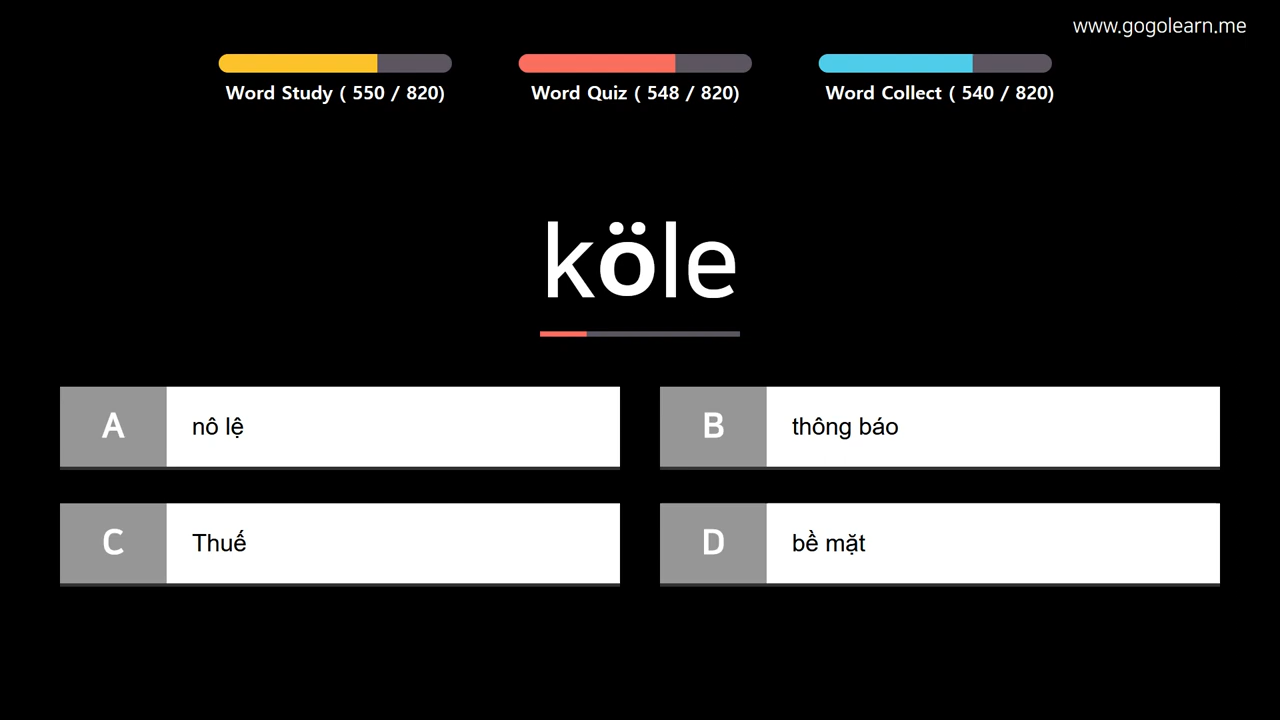 www.gogolearn.me
Word Study ( 550 / 820)
Word Quiz ( 548 / 820)
Word Collect ( 540 / 820)
köle
A
nô lệ
B
thông báo
C
Thuế
D
bề mặt